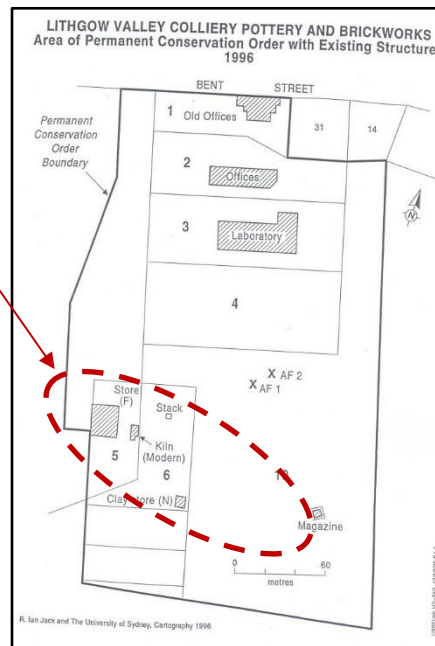 LITHGOW VALLEY COLLIERY POTTERY AND BRICKWORKS
Area of Permanent Conservation Order with Existing Structure
1996
BENT STREET
Permanent
Conservation
Order
Boundary
1
Old Offices
31
14
2
Offices
N
3
Laboratory
4
X AF 2
X AF 1
Store
(F)
Stack
5
Kiln
(Modern)
6
10
Clay store (N)
Magazine
0 60
metres
R. Ian Jack and The University of Sydney, Cartography 1996